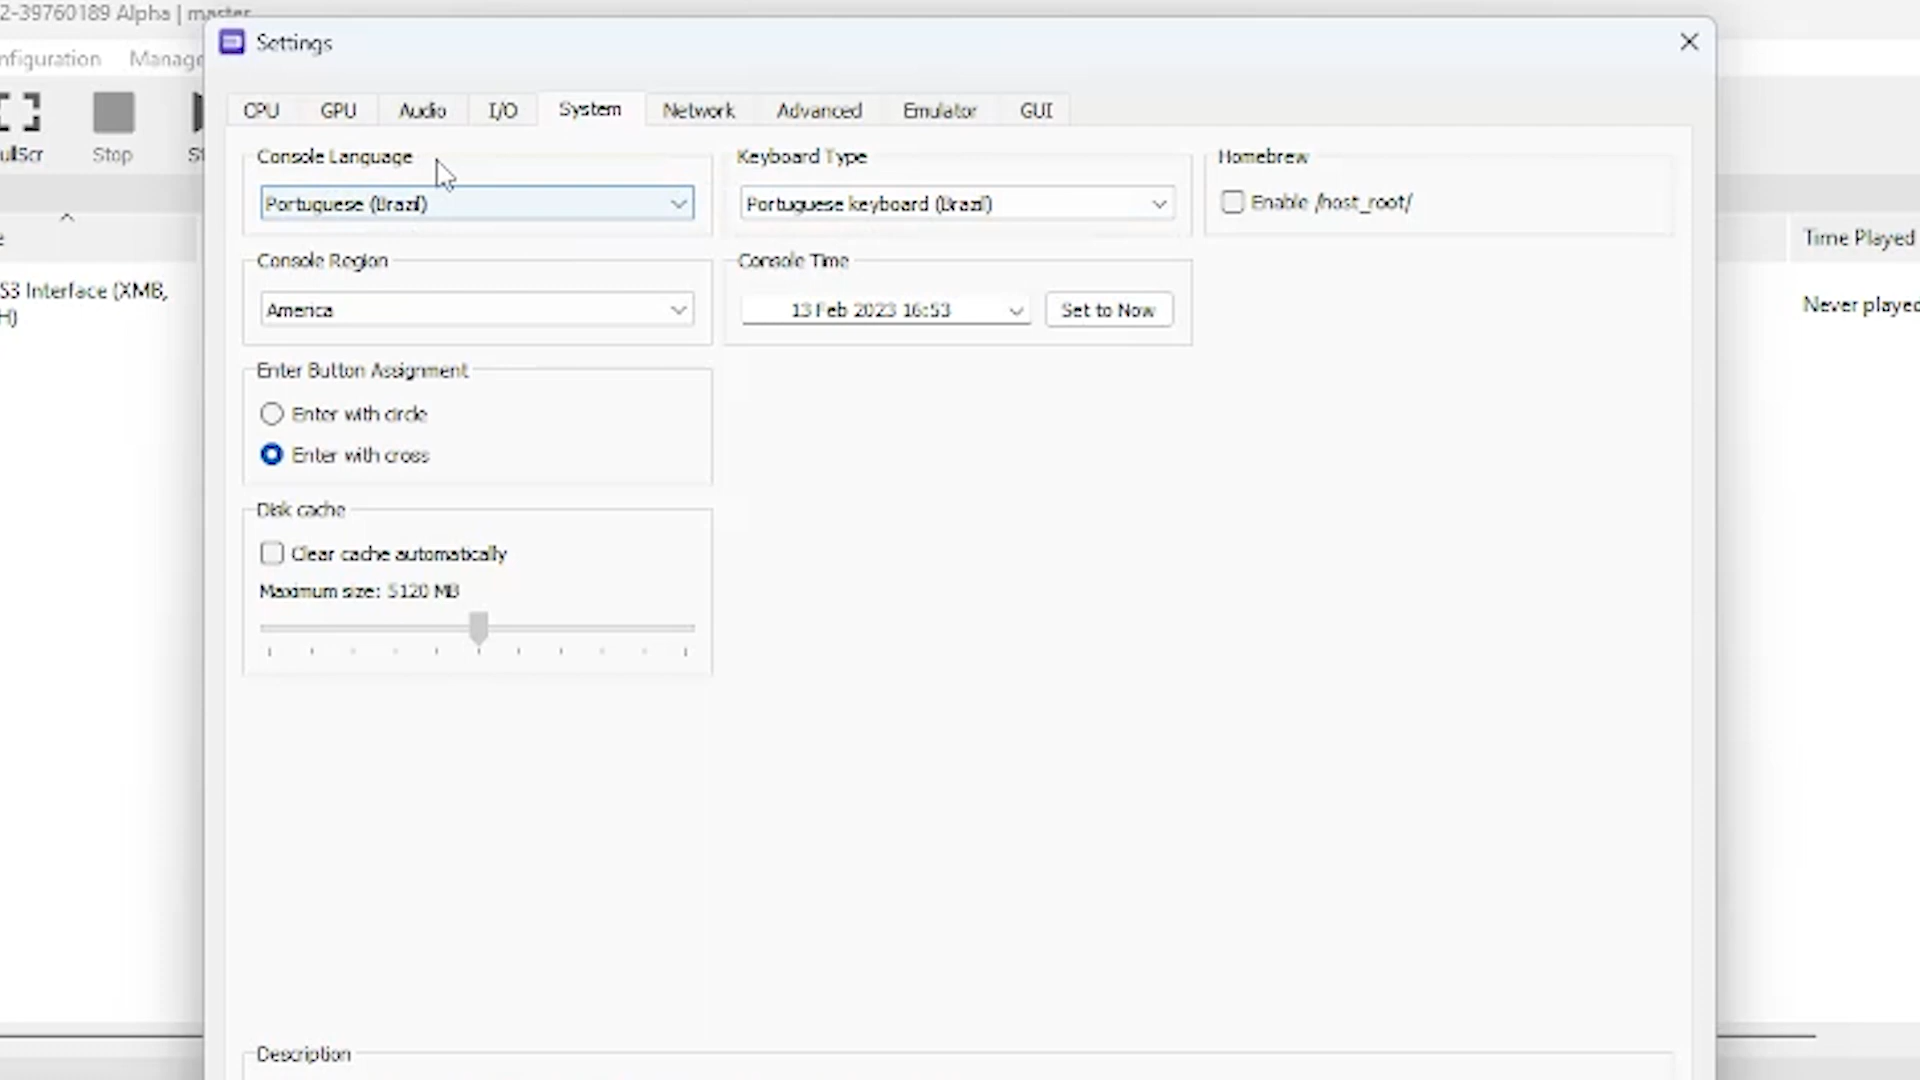 2-39760189 Alpha | master
Settings
nfiguration
Manage
CPU
GPU
Audio
I/O
System
Network
Advanced
Emulator
GUI
ullScr
Stop
St
Console Language
Keyboard Type
Homebrew
Portuguese (Brazil)
Portuguese keyboard (Brazil)
Enable /host_root/
Time Played
Console Region
Console Time
S3 Interface (XMB,
H)
America
13 Feb 2023 16:53
Set to Now
Never played
Enter Button Assignment
Enter with circle
Enter with cross
Disk cache
Clear cache automatically
Maximum size: 5120 MB
Description